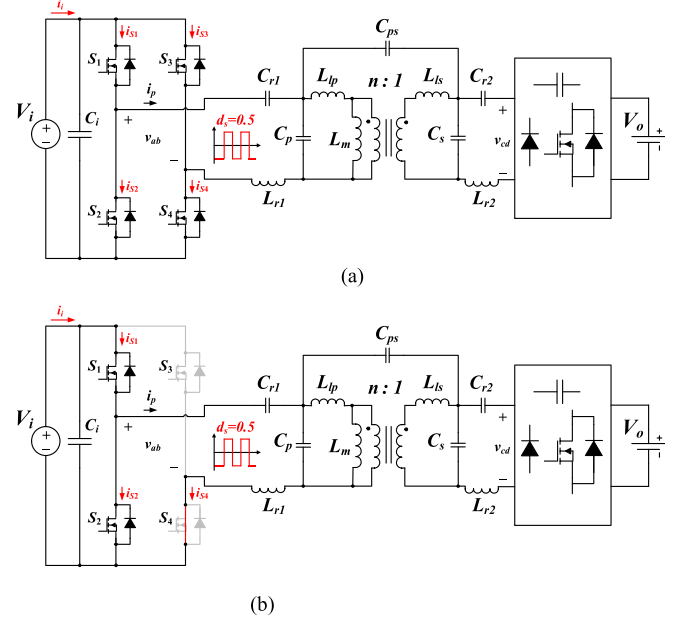 i_i
i_S1
i_S3
C_ps
S_1
S_3
C_r1
L_lp
n : 1
L_ls
C_r2
V_i
C_i
i_p
d_s=0.5
C_p
L_m
C_s
v_ab
v_cd
V_o
i_S2
i_S4
S_2
S_4
L_r1
L_r2
(a)
i_i
i_S1
C_ps
S_1
S_3
C_r1
L_lp
n : 1
L_ls
C_r2
V_i
C_i
i_p
d_s=0.5
C_p
L_m
C_s
v_ab
v_cd
V_o
i_S2
i_S4
S_2
S_4
L_r1
L_r2
(b)